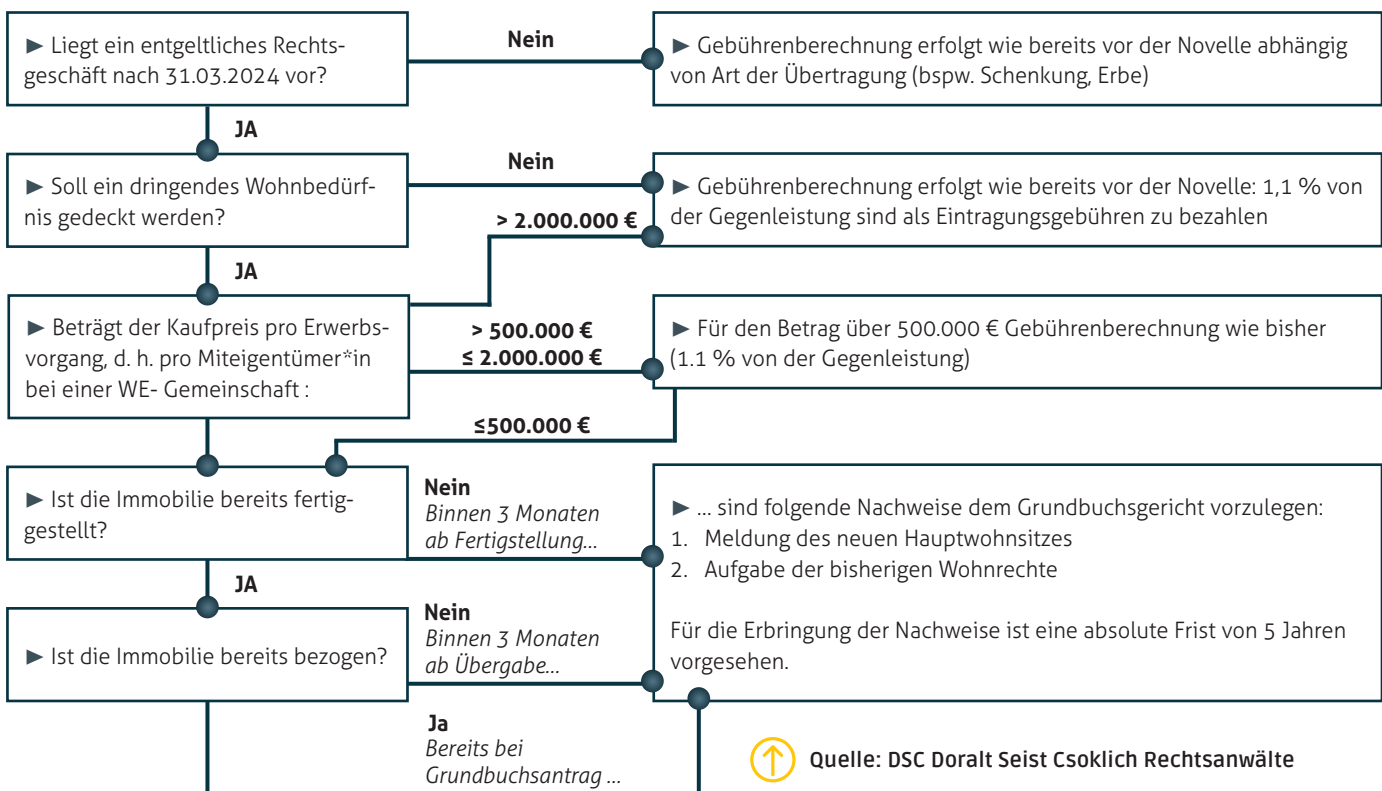 ► Liegt ein entgeltliches Rechts-
geschäft nach 31.03.2024 vor?
Nein
► Gebührenberechnung erfolgt wie bereits vor der Novelle abhängig
von Art der Übertragung (bspw. Schenkung, Erbe)
JA
► Soll ein dringendes Wohnbedürf-
nis gedeckt werden?
Nein
► Gebührenberechnung erfolgt wie bereits vor der Novelle: 1,1 % von
der Gegenleistung sind als Eintragungsgebühren zu bezahlen
> 2.000.000 €
JA
► Beträgt der Kaufpreis pro Erwerbs-
vorgang, d. h. pro Miteigentümer*in
bei einer WE- Gemeinschaft :
> 500.000 €
≤ 2.000.000 €
► Für den Betrag über 500.000 € Gebührenberechnung wie bisher
(1.1 % von der Gegenleistung)
≤500.000 €
► Ist die Immobilie bereits fertig-
gestellt?
Nein
Binnen 3 Monaten
ab Fertigstellung...
► ... sind folgende Nachweise dem Grundbuchsgericht vorzulegen:
1. Meldung des neuen Hauptwohnsitzes
2. Aufgabe der bisherigen Wohnrechte
Für die Erbringung der Nachweise ist eine absolute Frist von 5 Jahren
vorgesehen.
JA
► Ist die Immobilie bereits bezogen?
Nein
Binnen 3 Monaten
ab Übergabe...
Ja
Bereits bei
Grundbuchsantrag ...
Quelle: DSC Doralt Seist Csoklich Rechtsanwälte